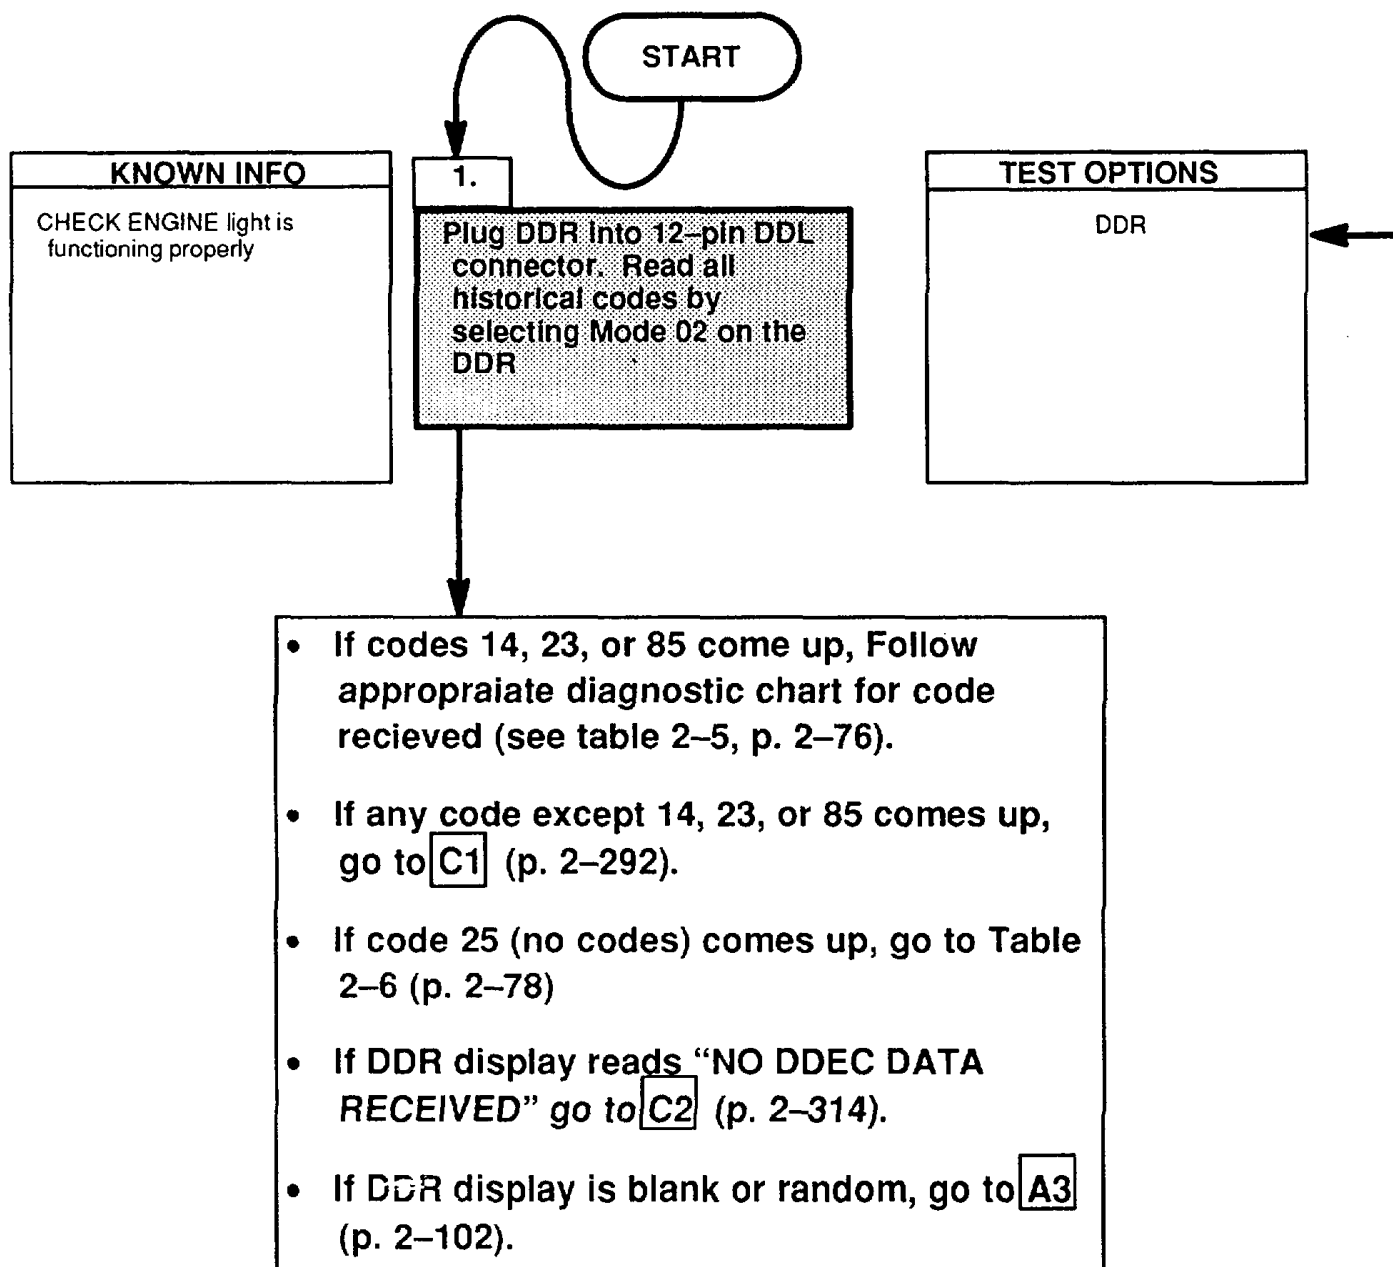 START
KNOWN INFO
CHECK ENGINE light is
functioning properly
1.
Plug DDR into 12–pin DDL
connector. Read all
historical codes by
selecting Mode 02 on the
DDR
TEST OPTIONS
DDR
• If codes 14, 23, or 85 come up, Follow
appropraiate diagnostic chart for code
recieved (see table 2–5, p. 2–76).
• If any code except 14, 23, or 85 comes up,
go to C1 (p. 2–292).
• If code 25 (no codes) comes up, go to Table
2–6 (p. 2–78)
• If DDR display reads “NO DDEC DATA
RECEIVED” go to C2 (p. 2–314).
• If DDR display is blank or random, go to A3
(p. 2–102).